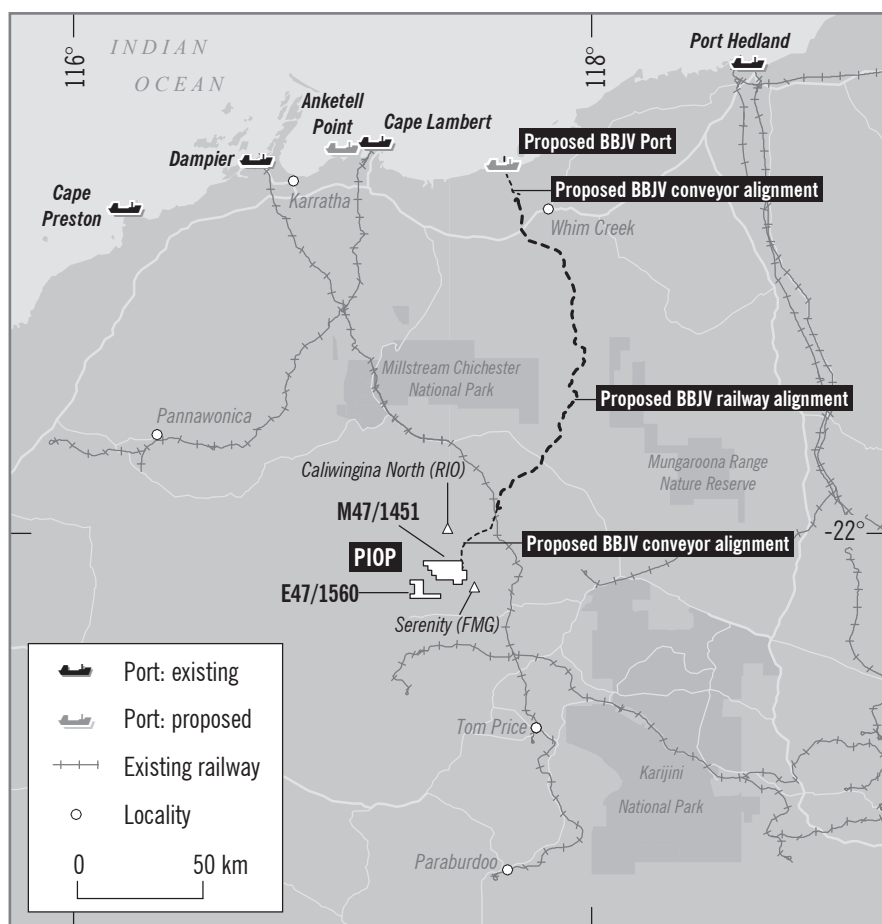 116°
118°
INDIAN
OCEAN
Port Hedland
Anketell
Point
Cape Lambert
Proposed BBJV Port
Dampier
Karratha
Proposed BBJV conveyor alignment
Cape
Preston
Whim Creek
Millstream Chichester
National Park
Proposed BBJV railway alignment
Pannawonica
Mungaroona Range
Nature Reserve
Caliwingina North (RIO)
M47/1451
-22°
Proposed BBJV conveyor alignment
PIOP
E47/1560
Serenity (FMG)
Port: existing
Port: proposed
Existing railway
Locality
0 50 km
Tom Price
Karijini
National Park
Paraburdoo